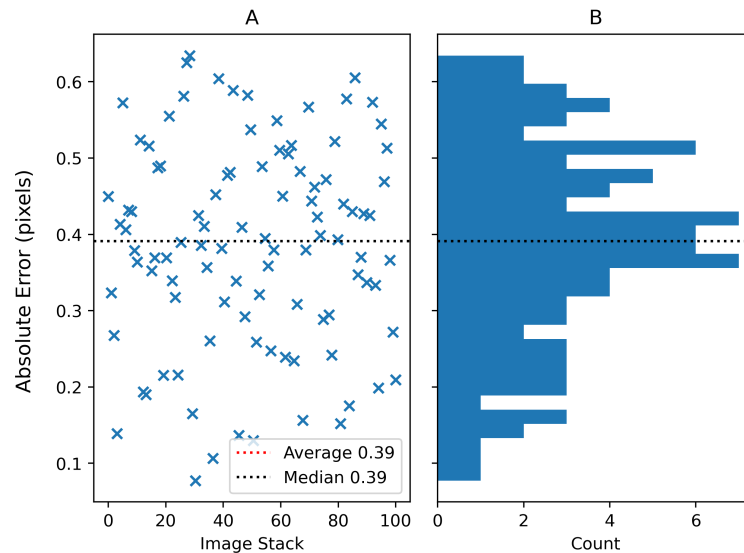 A
B
Absolute Error (pixels)
0.6
0.5
0.4
0.3
0.2
0.1
Average 0.39
Median 0.39
0 20 40 60 80 100
0 2 4 6
Image Stack
Count